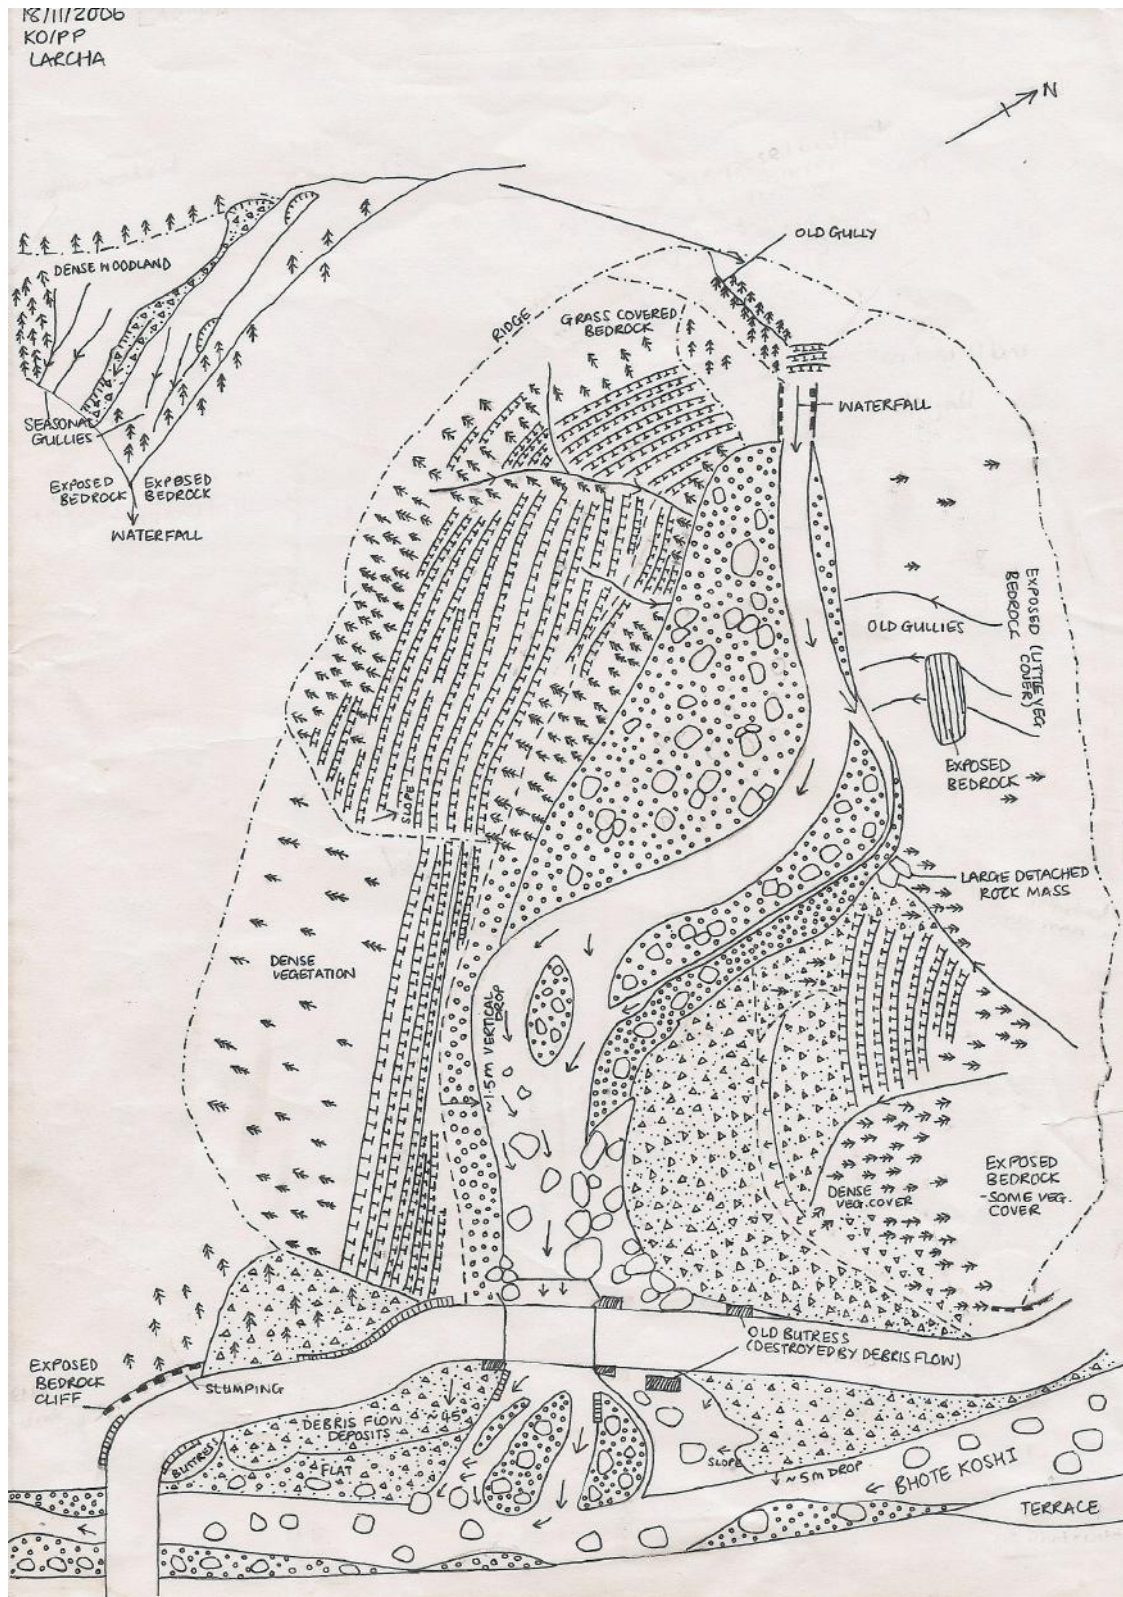 18/11/2006
KO/PP
LARCHA
N
OLD GULLY
DENSE WOODLAND
RIDGE
GRASS COVERED
BEDROCK
WATERFALL
SEASONAL
GULLIES
EXPOSED
BEDROCK
EXPOSED
BEDROCK
WATERFALL
EXPOSED (LITTLE VEG
BEDROCK COVER)
OLD GULLIES
EXPOSED
BEDROCK
SLOPE
LARGE DETACHED
ROCK MASS
DENSE
VEGETATION
~1.5m VERTICAL
DROP
EXPOSED
BEDROCK
-SOME VEG.
COVER
DENSE
VEG.COVER
OLD BUTRESS
(DESTROYED BY DEBRIS FLOW)
EXPOSED
BEDROCK
CLIFF
SLUMPING
DEBRIS FLOW
DEPOSITS
~45
BUTRESS
FLAT
SLOPE
~5m DROP
BHOTE KOSHI
TERRACE